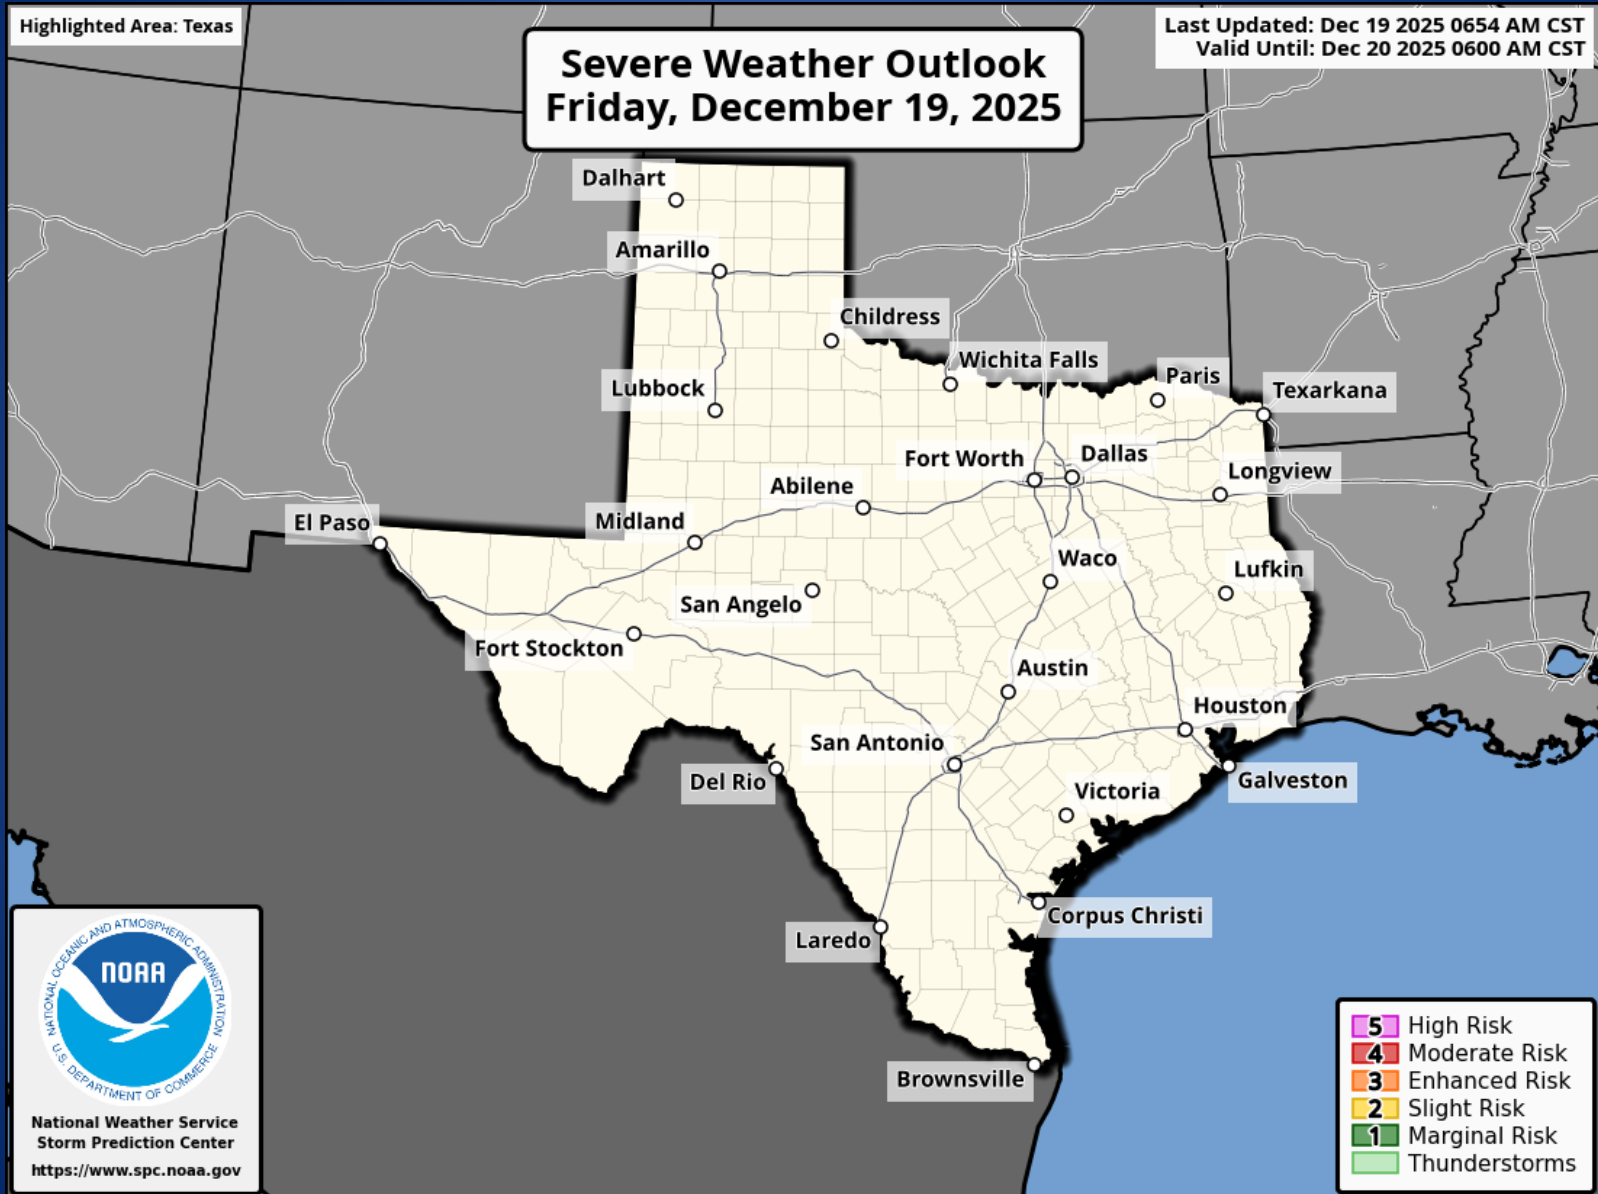 Highlighted Area: Texas
Severe Weather Outlook
Friday, December 19, 2025
Last Updated: Dec 19 2025 0654 AM CST
Valid Until: Dec 20 2025 0600 AM CST
Dalhart
Amarillo
Childress
Wichita Falls
Paris
Texarkana
Lubbock
Fort Worth
Dallas
Longview
Abilene
El Paso
Midland
Waco
Lufkin
San Angelo
Fort Stockton
Austin
Houston
San Antonio
Del Rio
Galveston
Victoria
Corpus Christi
Laredo
Brownsville
NATIONAL OCEANIC AND ATMOSPHERIC ADMINISTRATION
NOAA
U.S. DEPARTMENT OF COMMERCE
National Weather Service
Storm Prediction Center
https://www.spc.noaa.gov
5 High Risk
4 Moderate Risk
3 Enhanced Risk
2 Slight Risk
1 Marginal Risk
Thunderstorms